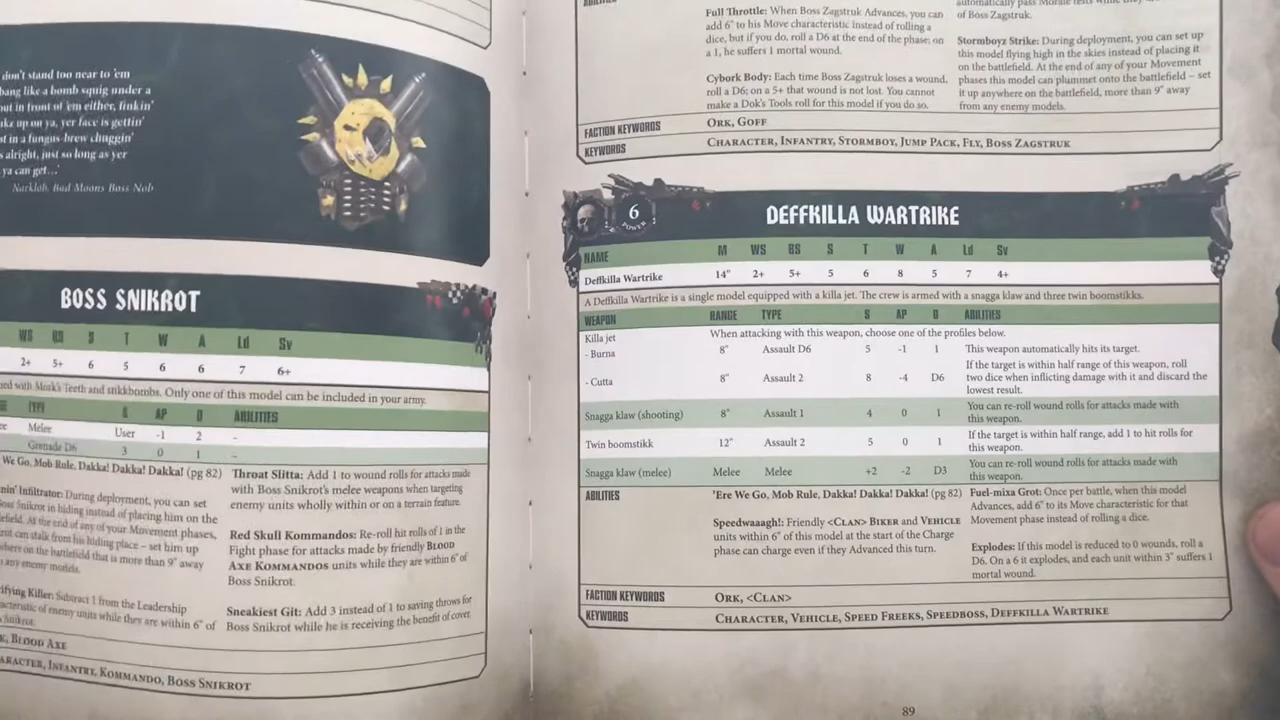 don't stand too near to 'em
bang like a bomb squig under a
out in front of 'em either, finkin'
up on ya, yer face is gettin'
in a fungus-brew chuggin'
alright, just so long as yer
ya can get...'
Narklob, Bad Moons Boss Nob
BOSS SNIKROT
WS BS S T W A Ld Sv
2+ 5+ 6 5 6 6 7 6+
with Mork's Teeth and stikkbombs. Only one of this model can be included in your army.
TYPE S AP D ABILITIES
Melee User -1 2 -
Grenade D6 3 0 1 -
We Go, Mob Rule, Dakka! Dakka! Dakka! (pg 82)
Infiltrator: During deployment, you can set
Boss Snikrot in hiding instead of placing him on the
At the end of any of your Movement phases,
can stalk from his hiding place – set him up
on the battlefield that is more than 9" away
any enemy models.
Killer: Subtract 1 from the Leadership
of enemy units while they are within 6" of
Snikrot.
Throat Slitta: Add 1 to wound rolls for attacks made
with Boss Snikrot's melee weapons when targeting
enemy units wholly within or on a terrain feature.
Red Skull Kommandos: Re-roll hit rolls of 1 in the
Fight phase for attacks made by friendly BLOOD
AXE KOMMANDOS units while they are within 6" of
Boss Snikrot.
Sneakiest Git: Add 3 instead of 1 to saving throws for
Boss Snikrot while he is receiving the benefit of cover.
BLOOD AXE
INFANTRY, KOMMANDO, BOSS SNIKROT
Full Throttle: When Boss Zagstruk Advances, you can
add 6" to his Move characteristic instead of rolling a
dice, but if you do, roll a D6 at the end of the phase; on
a 1, he suffers 1 mortal wound.
Cybork Body: Each time Boss Zagstruk loses a wound,
roll a D6; on a 5+ that wound is not lost. You cannot
make a Dok's Tools roll for this model if you do so.
automatically pass Morale tests while they are
of Boss Zagstruk.
Stormboyz Strike: During deployment, you can set up
this model flying high in the skies instead of placing it
on the battlefield. At the end of any of your Movement
phases this model can plummet onto the battlefield – set
it up anywhere on the battlefield, more than 9" away
from any enemy models.
FACTION KEYWORDS ORK, GOFF
KEYWORDS CHARACTER, INFANTRY, STORMBOY, JUMP PACK, FLY, BOSS ZAGSTRUK
6
POWER
DEFFKILLA WARTRIKE
NAME M WS BS S T W A Ld Sv
Deffkilla Wartrike 14" 2+ 5+ 5 6 8 5 7 4+
A Deffkilla Wartrike is a single model equipped with a killa jet. The crew is armed with a snagga klaw and three twin boomstikks.
WEAPON RANGE TYPE S AP D ABILITIES
Killa jet When attacking with this weapon, choose one of the profiles below.
- Burna 8" Assault D6 5 -1 1 This weapon automatically hits its target.
- Cutta 8" Assault 2 8 -4 D6 If the target is within half range of this weapon, roll
two dice when inflicting damage with it and discard the
lowest result.
Snagga klaw (shooting) 8" Assault 1 4 0 1 You can re-roll wound rolls for attacks made with
this weapon.
Twin boomstikk 12" Assault 2 5 0 1 If the target is within half range, add 1 to hit rolls for
this weapon.
Snagga klaw (melee) Melee Melee +2 -2 D3 You can re-roll wound rolls for attacks made with
this weapon.
ABILITIES
'Ere We Go, Mob Rule, Dakka! Dakka! Dakka! (pg 82)
Speedwaaagh!: Friendly <CLAN> BIKER and VEHICLE
units within 6" of this model at the start of the Charge
phase can charge even if they Advanced this turn.
Fuel-mixa Grot: Once per battle, when this model
Advances, add 6" to its Move characteristic for that
Movement phase instead of rolling a dice.
Explodes: If this model is reduced to 0 wounds, roll a
D6. On a 6 it explodes, and each unit within 3" suffers 1
mortal wound.
FACTION KEYWORDS ORK, <CLAN>
KEYWORDS CHARACTER, VEHICLE, SPEED FREEKS, SPEEDBOSS, DEFFKILLA WARTRIKE
89